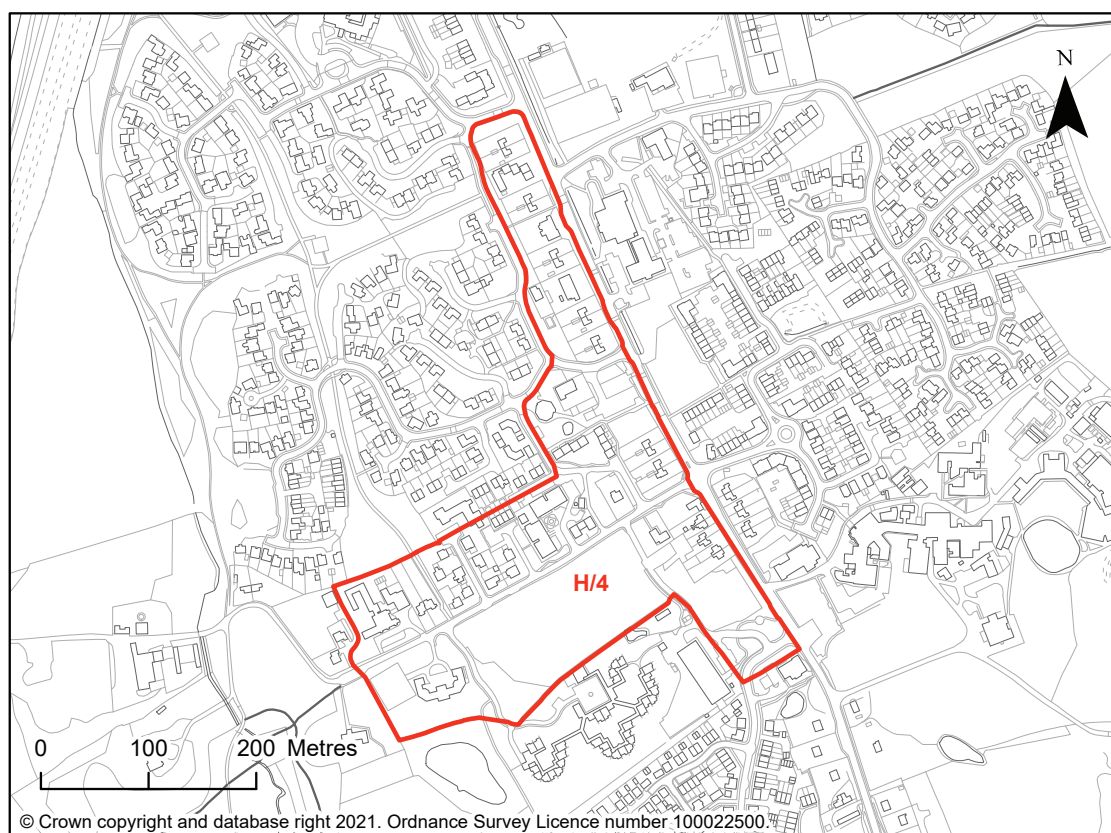 N
H/4
0 100 200 Metres
© Crown copyright and database right 2021. Ordnance Survey Licence number 100022500.